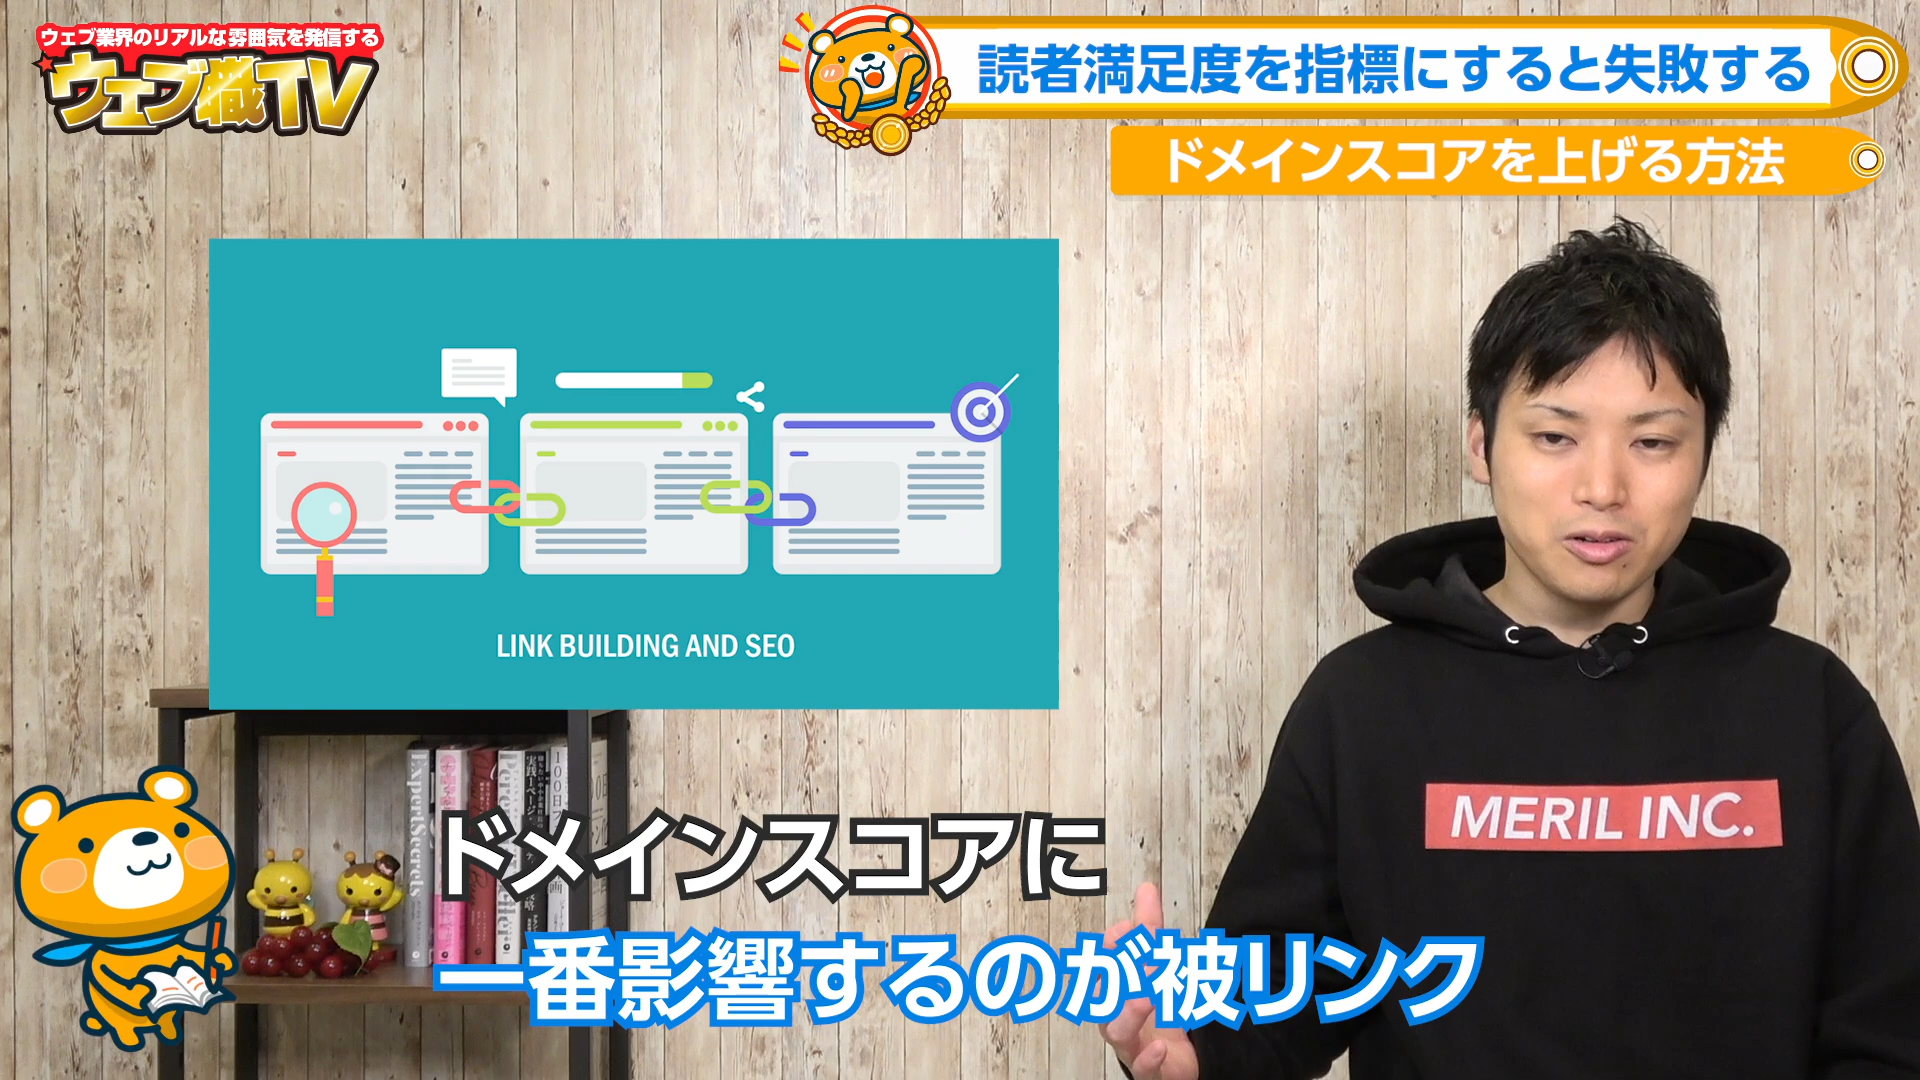 ウェブ業界のリアルな雰囲気を発信する
ウェブ職TV
読者満足度を指標にすると失敗する
ドメインスコアを上げる方法
LINK BUILDING AND SEO
MERIL INC.
ExpertSecrets
ドメインスコアに
一番影響するのが被リンク